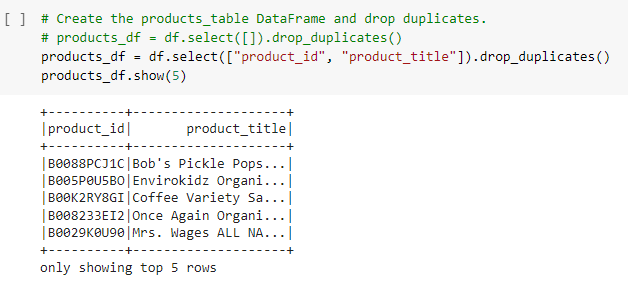 [ ] # Create the products_table DataFrame and drop duplicates.
# products_df = df.select([]).drop_duplicates()
products_df = df.select(["product_id", "product_title"]).drop_duplicates()
products_df.show(5)
+----------+--------------------+
|product_id|       product_title|
+----------+--------------------+
|B0088PCJ1C|Bob's Pickle Pops...|
|B005P0U5BO|Envirokidz Organi...|
|B00K2RY8GI|Coffee Variety Sa...|
|B008233EI2|Once Again Organi...|
|B0029K0U90|Mrs. Wages ALL NA...|
+----------+--------------------+
only showing top 5 rows